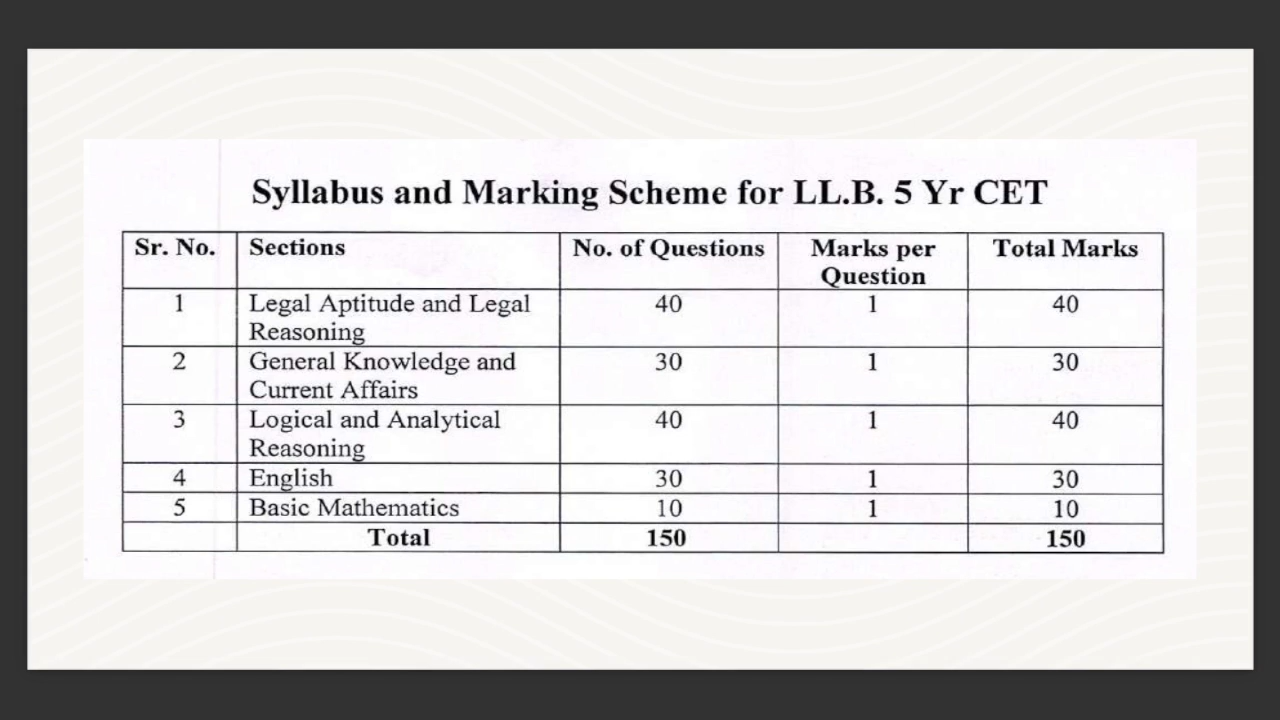 Syllabus and Marking Scheme for LL.B. 5 Yr CET
Sr. No. Sections No. of Questions Marks per Question Total Marks
1 Legal Aptitude and Legal Reasoning 40 1 40
2 General Knowledge and Current Affairs 30 1 30
3 Logical and Analytical Reasoning 40 1 40
4 English 30 1 30
5 Basic Mathematics 10 1 10
Total 150 150